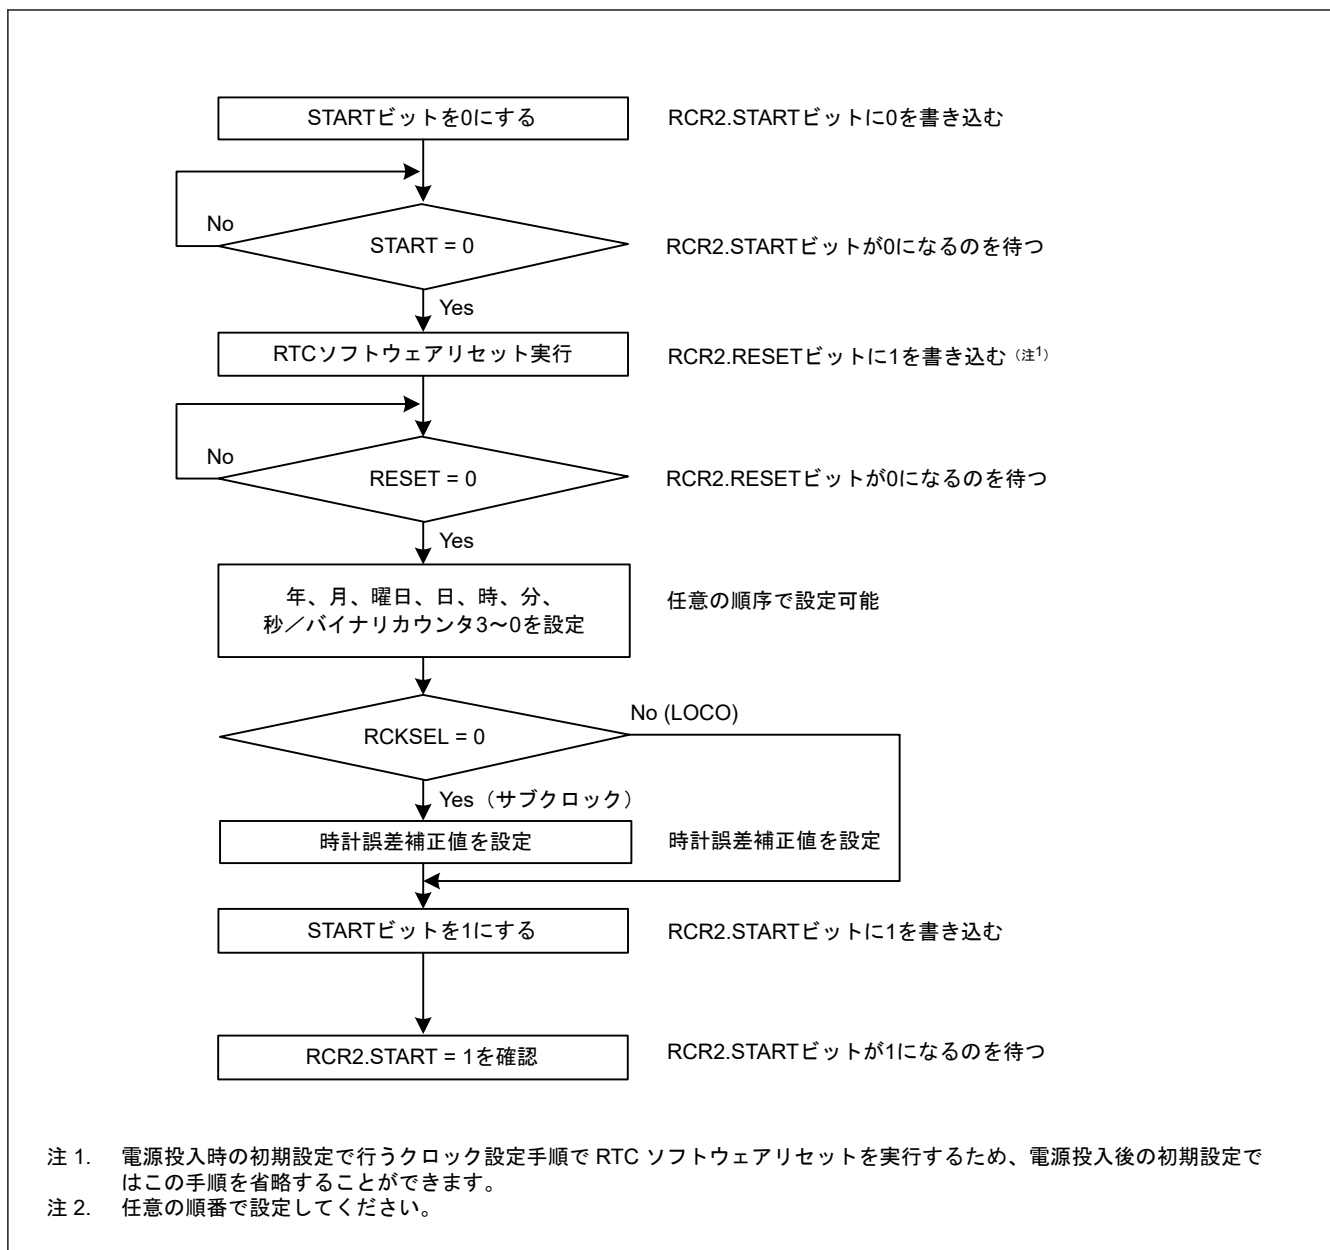 STARTビットを0にする
RCR2.STARTビットに0を書き込む
No
START = 0
RCR2.STARTビットが0になるのを待つ
Yes
RTCソフトウェアリセット実行
RCR2.RESETビットに1を書き込む（注1）
No
RESET = 0
RCR2.RESETビットが0になるのを待つ
Yes
年、月、曜日、日、時、分、
秒／バイナリカウンタ3～0を設定
任意の順序で設定可能
No (LOCO)
RCKSEL = 0
Yes（サブクロック）
時計誤差補正値を設定
時計誤差補正値を設定
STARTビットを1にする
RCR2.STARTビットに1を書き込む
RCR2.START = 1を確認
RCR2.STARTビットが1になるのを待つ
注 1. 電源投入時の初期設定で行うクロック設定手順で RTC ソフトウェアリセットを実行するため、電源投入後の初期設定で
はこの手順を省略することができます。
注 2. 任意の順番で設定してください。